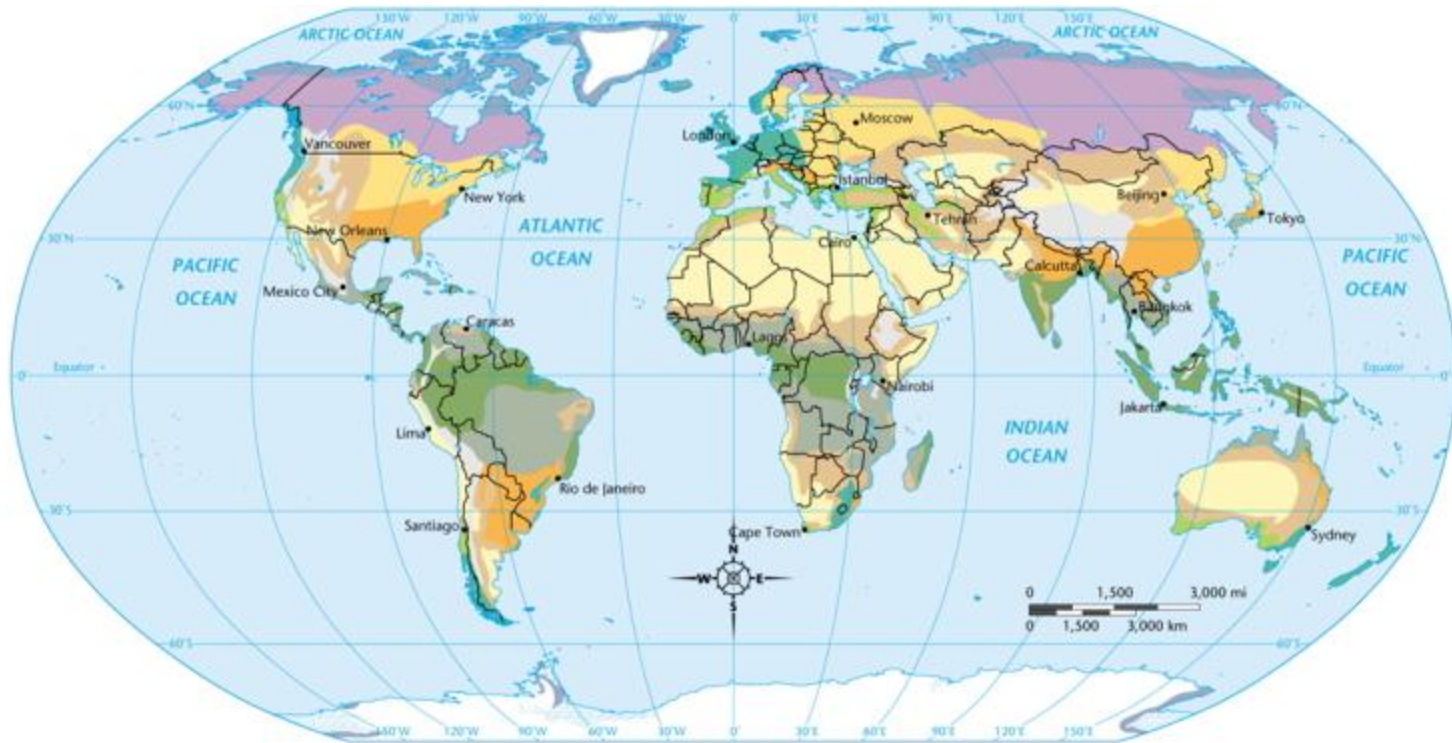 150°W 120°W 90°W 60°W 30°W 0° 30°E 60°E 90°E 120°E 150°E
ARCTIC OCEAN
ARCTIC OCEAN
60°N
60°N
Moscow
London
Vancouver
Istanbul
New York
Beijing
Tokyo
Tehran
ATLANTIC
OCEAN
New Orleans
30°N
30°N
Cairo
PACIFIC
OCEAN
PACIFIC
OCEAN
Calcutta
Mexico City
Bangkok
Caracas
Lagos
Equator
0°
Equator
0°
Nairobi
Jakarta
INDIAN
OCEAN
Lima
Rio de Janeiro
30°S
30°S
Santiago
Cape Town
Sydney
N
W E
S
0 1,500 3,000 mi
0 1,500 3,000 km
60°S
60°S
150°W 120°W 90°W 60°W 30°W 0° 30°E 60°E 90°E 120°E 150°E